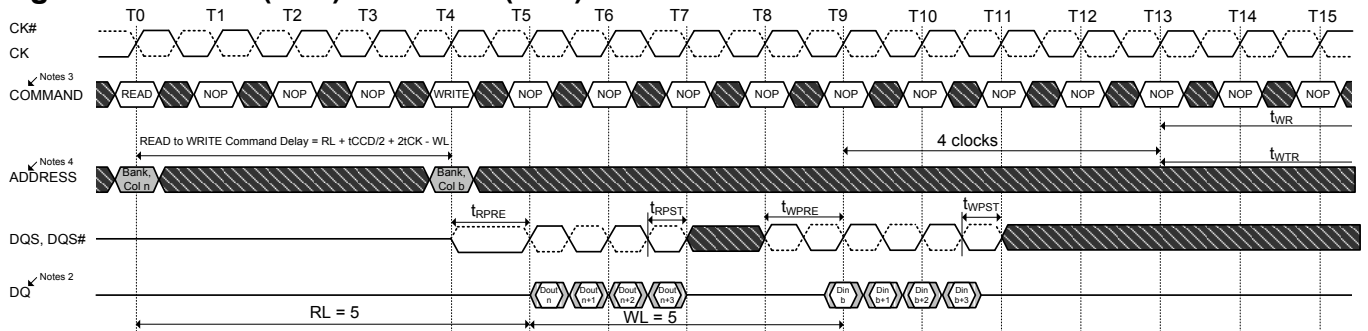 T0 T1 T2 T3 T4 T5 T6 T7 T8 T9 T10 T11 T12 T13 T14 T15
CK#
CK
Notes 3
COMMAND READ NOP NOP NOP WRITE NOP NOP NOP NOP NOP NOP NOP NOP NOP NOP NOP
tWR
READ to WRITE Command Delay = RL + tCCD/2 + 2tCK - WL
4 clocks
tWTR
Notes 4
ADDRESS
Bank, Col n
Bank, Col b
tRPRE tRPST tWPRE tWPST
DQS, DQS#
Notes 2
DQ
Dout n
Dout n+1
Dout n+2
Dout n+3
Din b
Din b+1
Din b+2
Din b+3
RL = 5
WL = 5